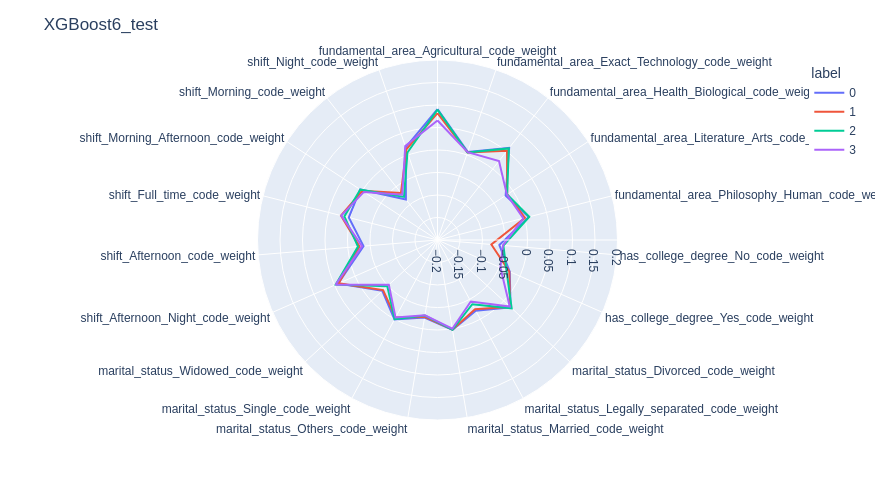 XGBoost6_test
fundamental_area_Agricultural_code_weight
shift_Night_code_weight
fundamental_area_Exact_Technology_code_weight
label
shift_Morning_code_weight
fundamental_area_Health_Biological_code_weig
0
1
shift_Morning_Afternoon_code_weight
fundamental_area_Literature_Arts_code_
2
3
shift_Full_time_code_weight
fundamental_area_Philosophy_Human_code_we
shift_Afternoon_code_weight
−0.2
−0.15
−0.1
−0.05
0
0.05
0.1
0.15
0.2
has_college_degree_No_code_weight
shift_Afternoon_Night_code_weight
has_college_degree_Yes_code_weight
marital_status_Widowed_code_weight
marital_status_Divorced_code_weight
marital_status_Single_code_weight
marital_status_Legally_separated_code_weight
marital_status_Others_code_weight
marital_status_Married_code_weight